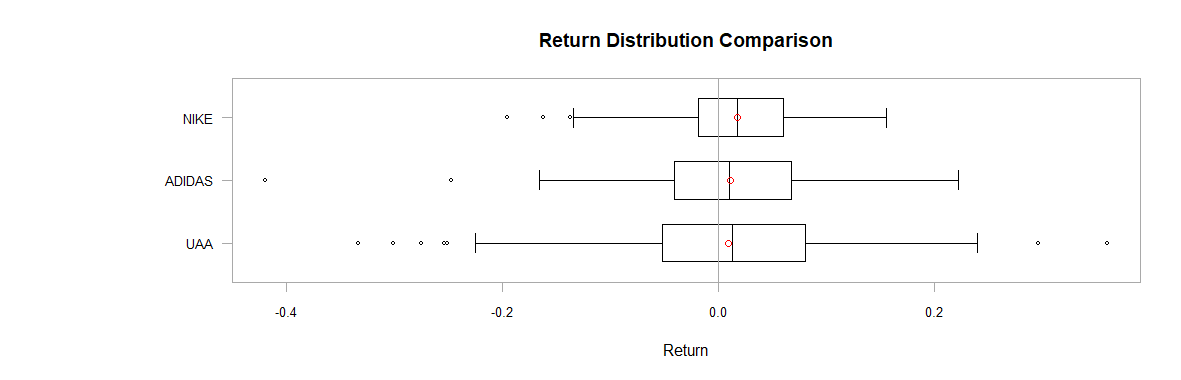 Return Distribution Comparison
NIKE
ADIDAS
UAA
-0.4 -0.2 0.0 0.2
Return